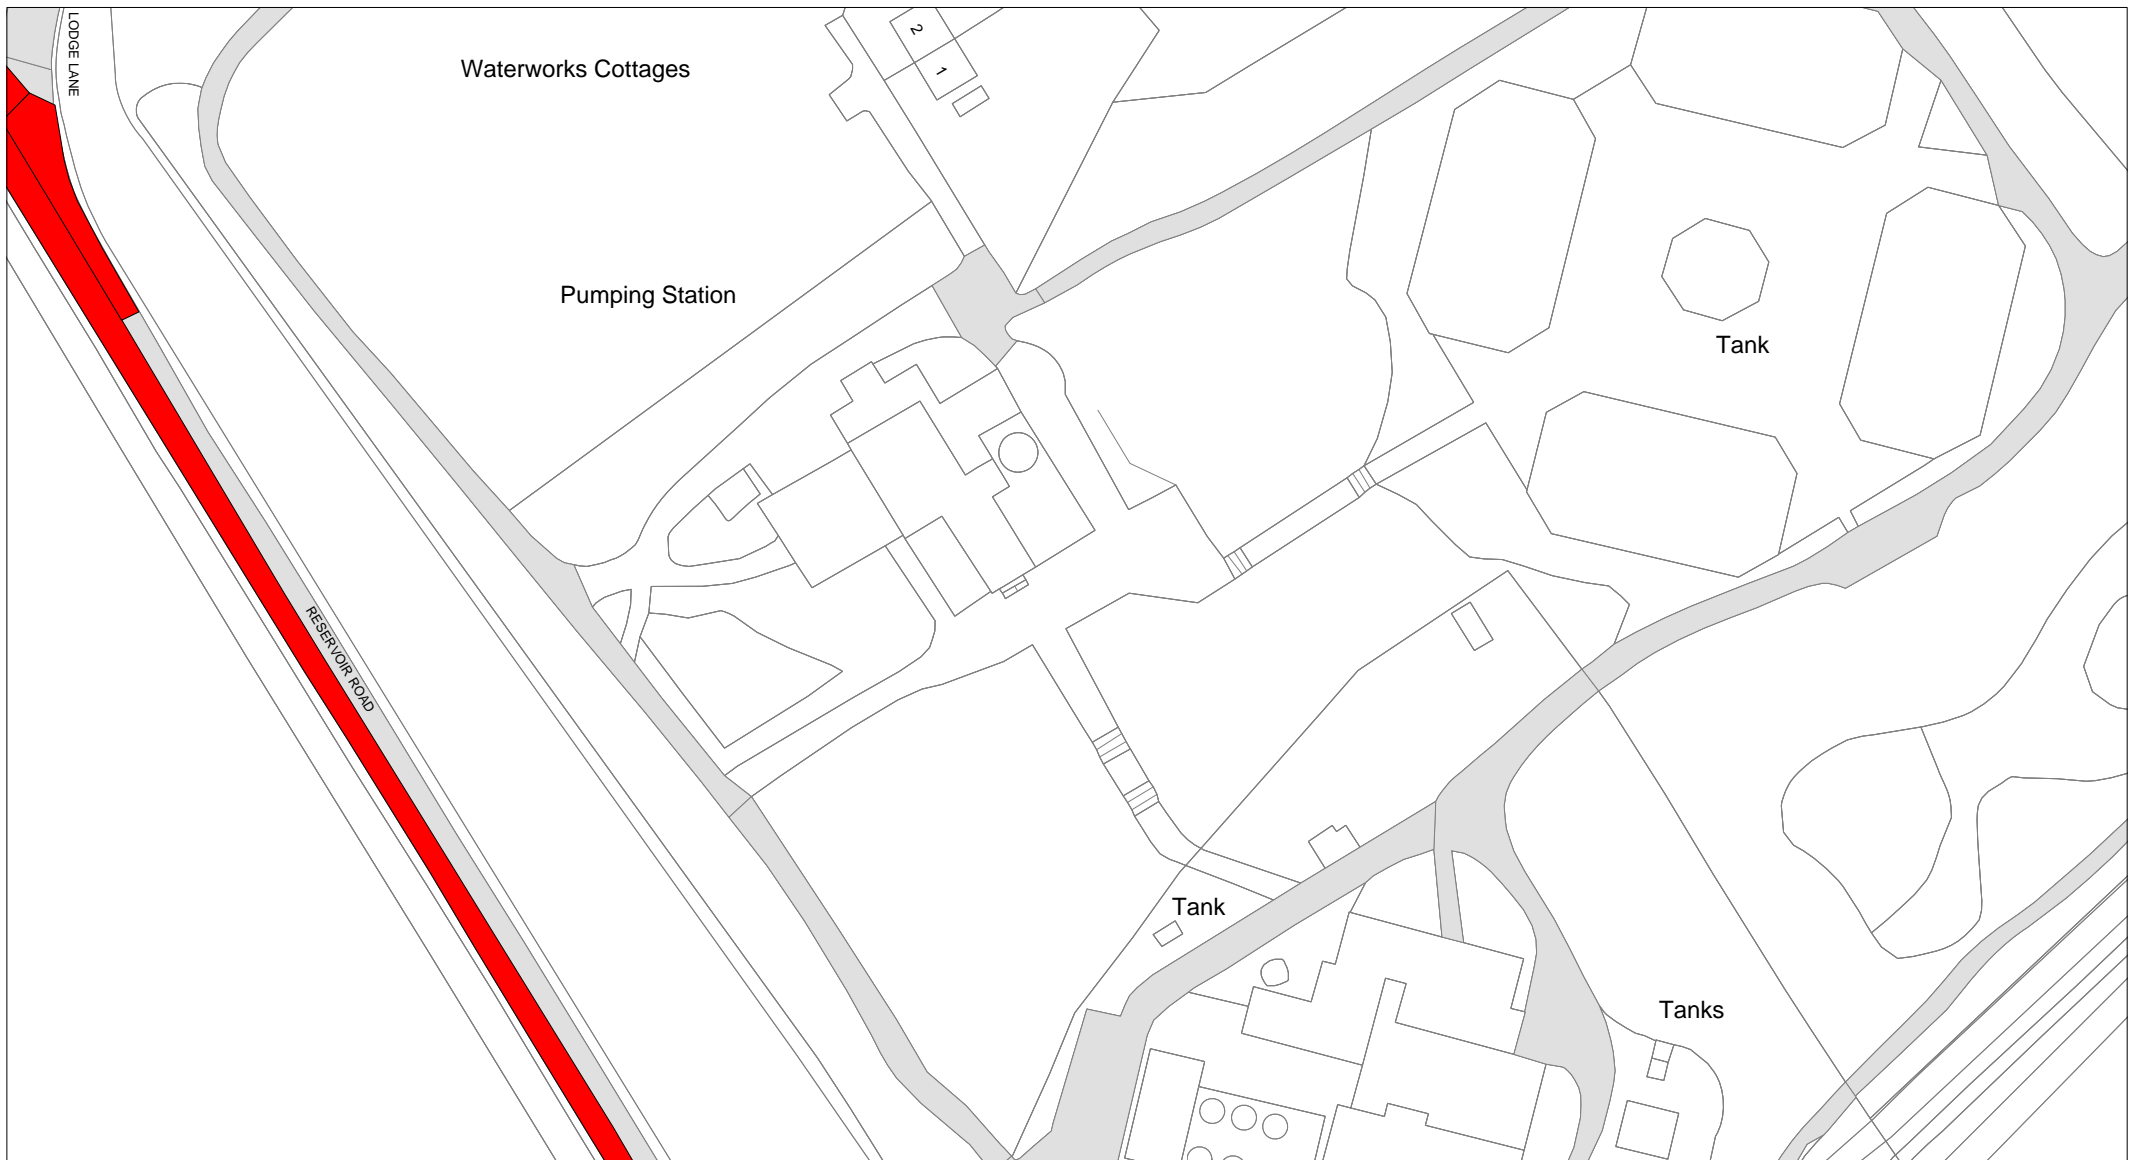 LODGE LANE
2
1
Waterworks Cottages
Pumping Station
Tank
RESERVOIR ROAD
Tank
Tanks